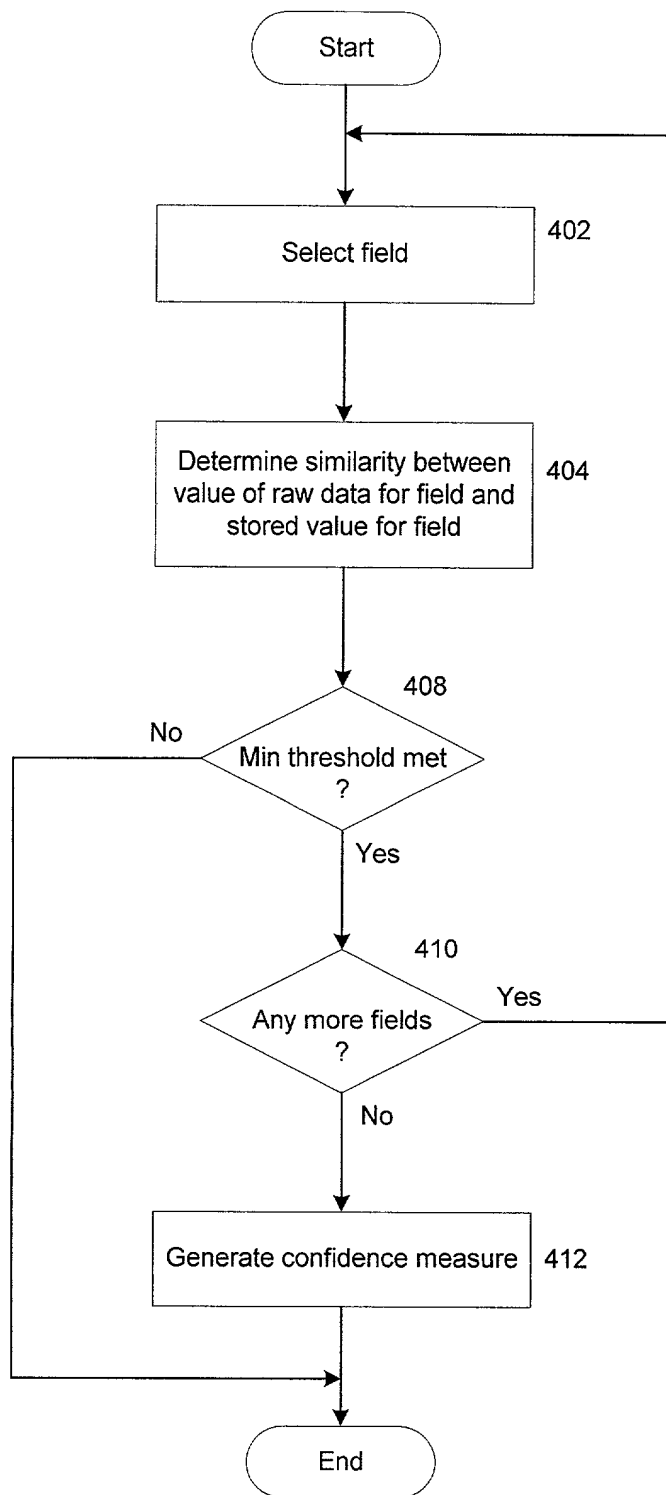 Start
402
Select field
Determine similarity between
404
value of raw data for field and
stored value for field
408
No
Min threshold met
?
Yes
410
Any more fields
Yes
?
No
Generate confidence measure
412
End